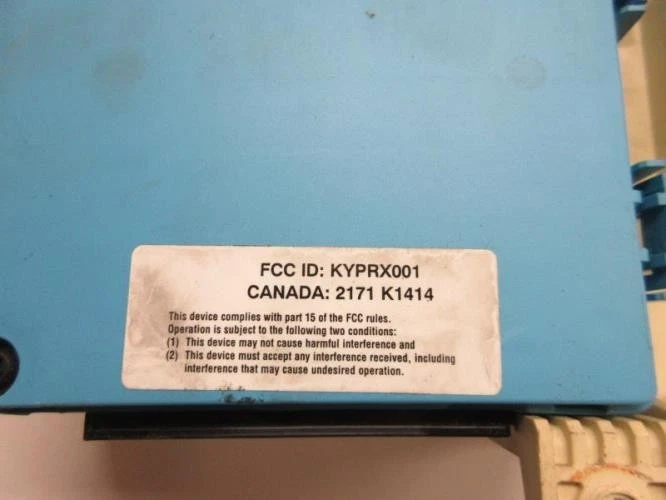 FCC ID: KYPRX001
CANADA: 2171 K1414
This device complies with part 15 of the FCC rules.
Operation is subject to the following two conditions:
(1) This device may not cause harmful interference and
(2) This device must accept any interference received, including
interference that may cause undesired operation.